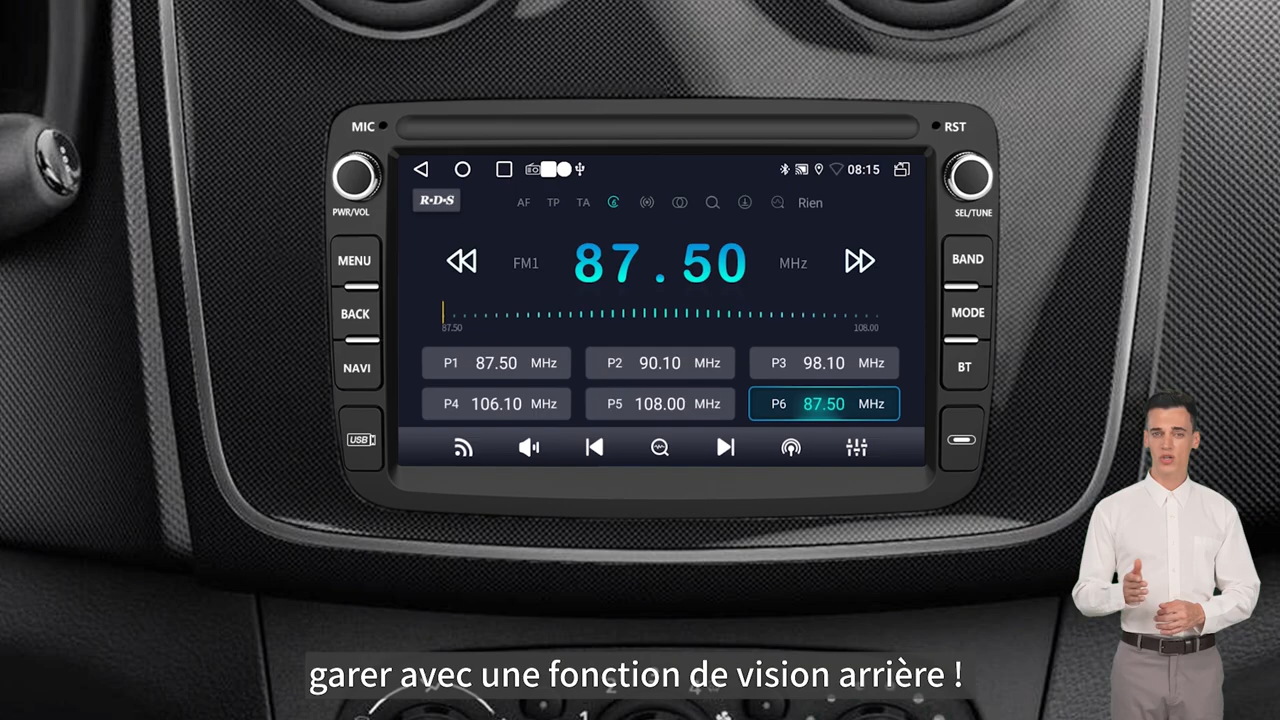 MIC
RST
08:15
PWR/VOL
SEL/TUNE
R•D•S
AF TP TA Rien
MENU
BAND
FM1 87.50 MHz
BACK
MODE
87.50 108.00
NAVI
BT
P1 87.50 MHz
P2 90.10 MHz
P3 98.10 MHz
P4 106.10 MHz
P5 108.00 MHz
P6 87.50 MHz
USB
garer avec une fonction de vision arrière !